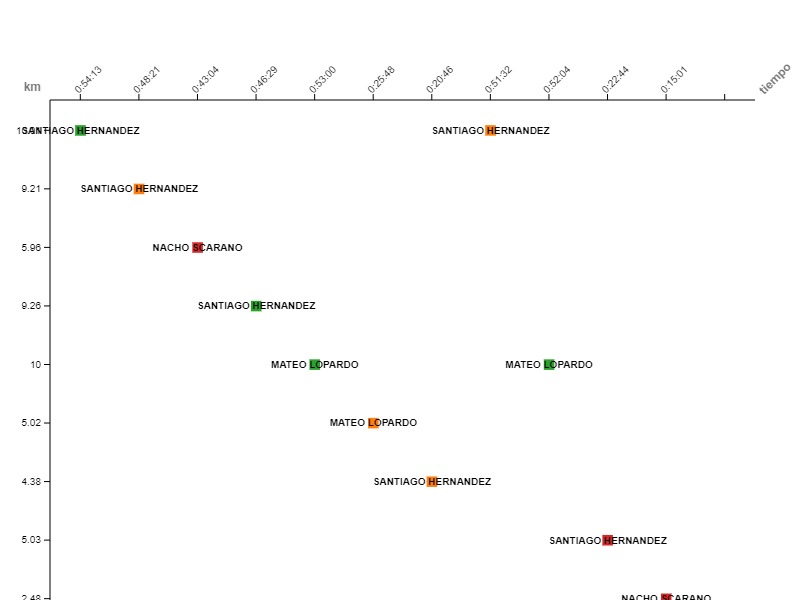 km
0:54:13
0:48:21
0:43:04
0:46:29
0:53:00
0:25:48
0:20:46
0:51:32
0:52:04
0:22:44
0:15:01
tiempo
SANTIAGO HERNANDEZ
SANTIAGO HERNANDEZ
9.21
SANTIAGO HERNANDEZ
5.96
NACHO SCARANO
9.26
SANTIAGO HERNANDEZ
10
MATEO LOPARDO
MATEO LOPARDO
5.02
MATEO LOPARDO
4.38
SANTIAGO HERNANDEZ
5.03
SANTIAGO HERNANDEZ
2.48
NACHO SCARANO